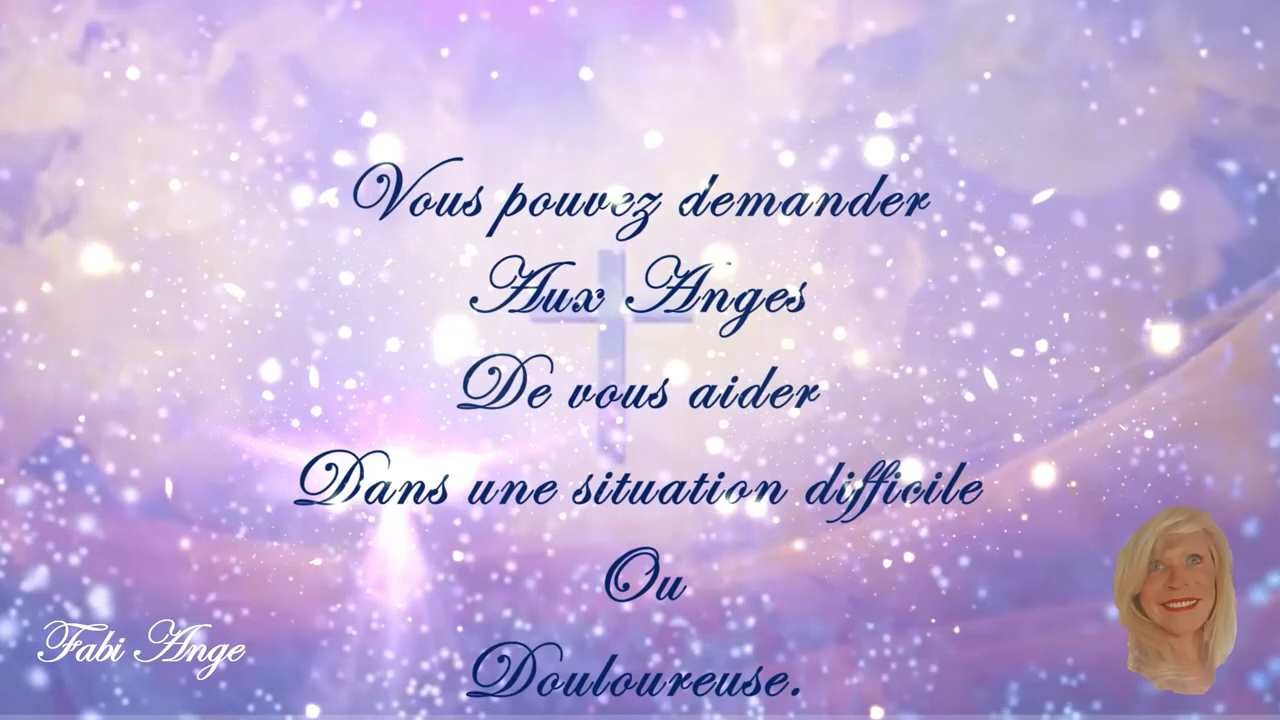 Vous pouvez demander
Aux Anges
De vous aider
Dans une situation difficile
Ou
Douloureuse.
Fabi Ange